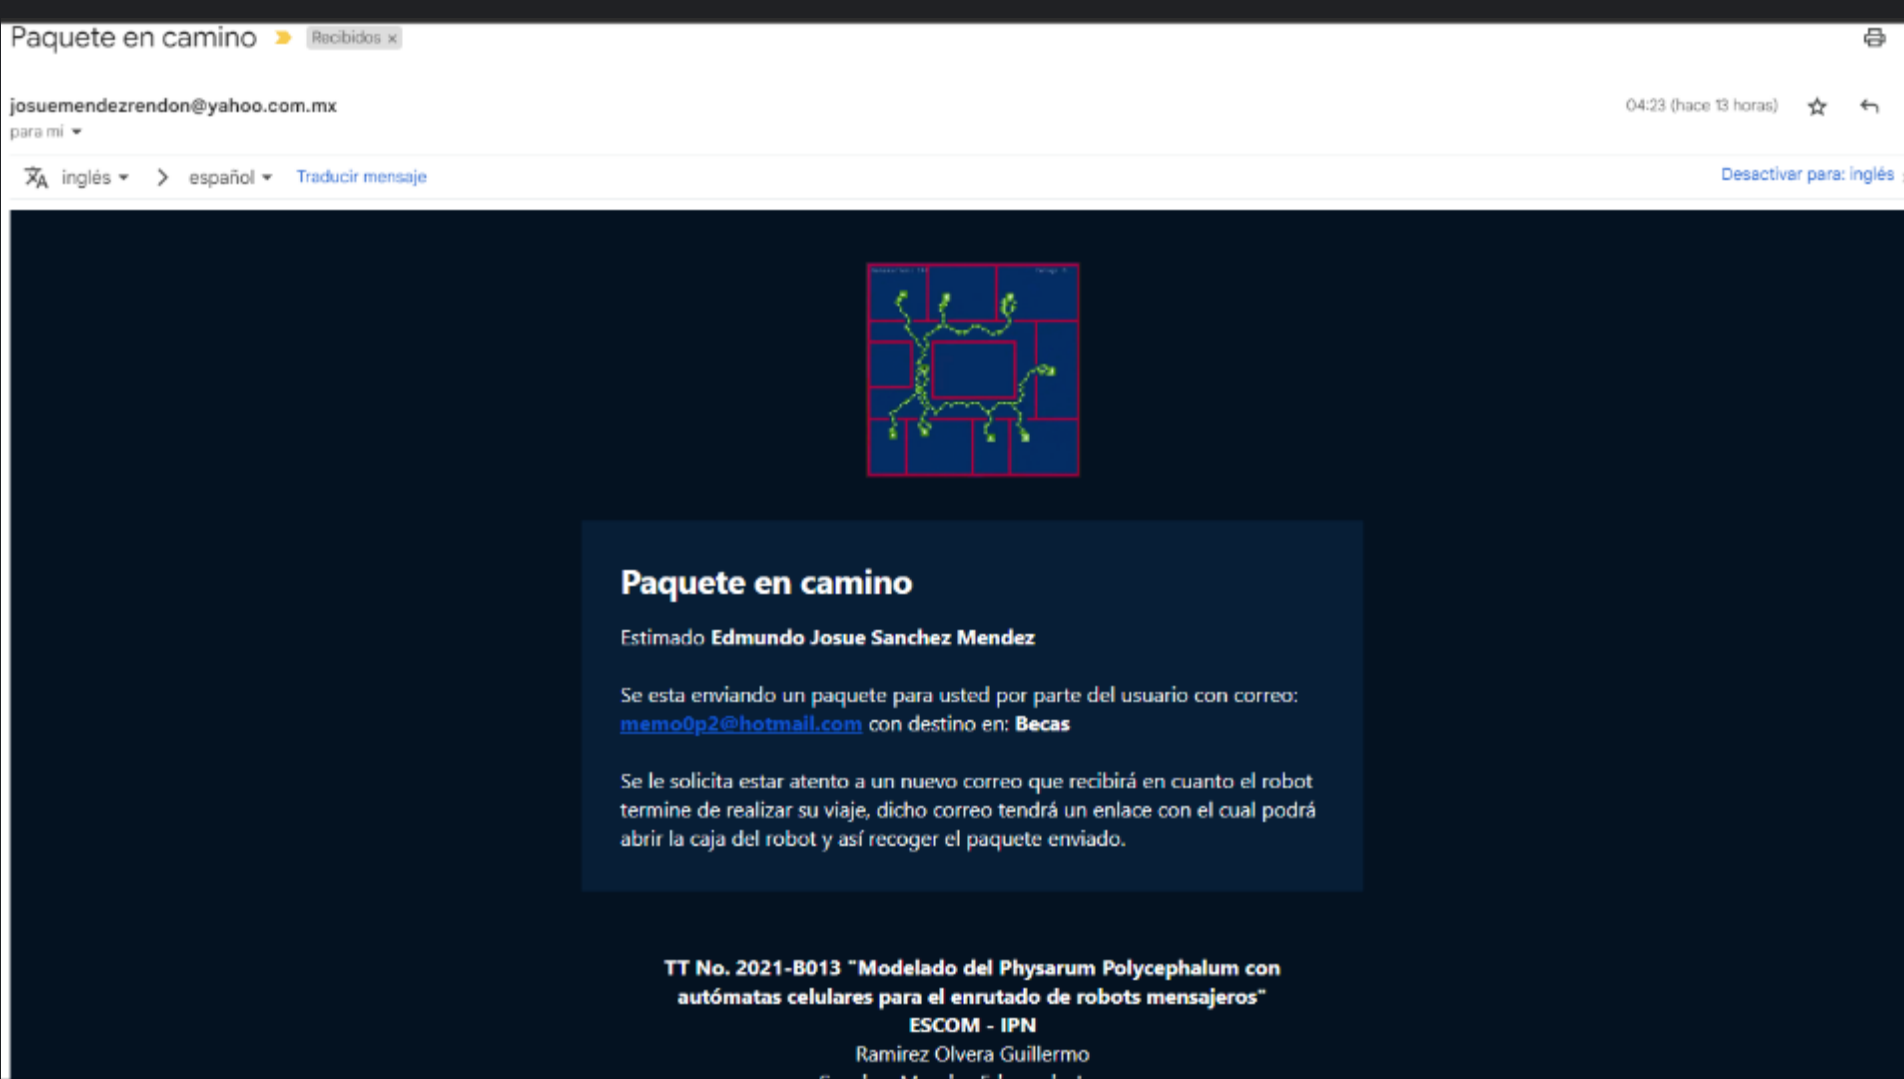 Paquete en camino Recibidos ×
josuemendezrendon@yahoo.com.mx 04:23 (hace 13 horas)
para mí
inglés español Traducir mensaje Desactivar para: inglés
Paquete en camino
Estimado Edmundo Josue Sanchez Mendez
Se esta enviando un paquete para usted por parte del usuario con correo:
memo0p2@hotmail.com con destino en: Becas
Se le solicita estar atento a un nuevo correo que recibirá en cuanto el robot
termine de realizar su viaje, dicho correo tendrá un enlace con el cual podrá
abrir la caja del robot y así recoger el paquete enviado.
TT No. 2021-B013 "Modelado del Physarum Polycephalum con
autómatas celulares para el enrutado de robots mensajeros"
ESCOM - IPN
Ramirez Olvera Guillermo